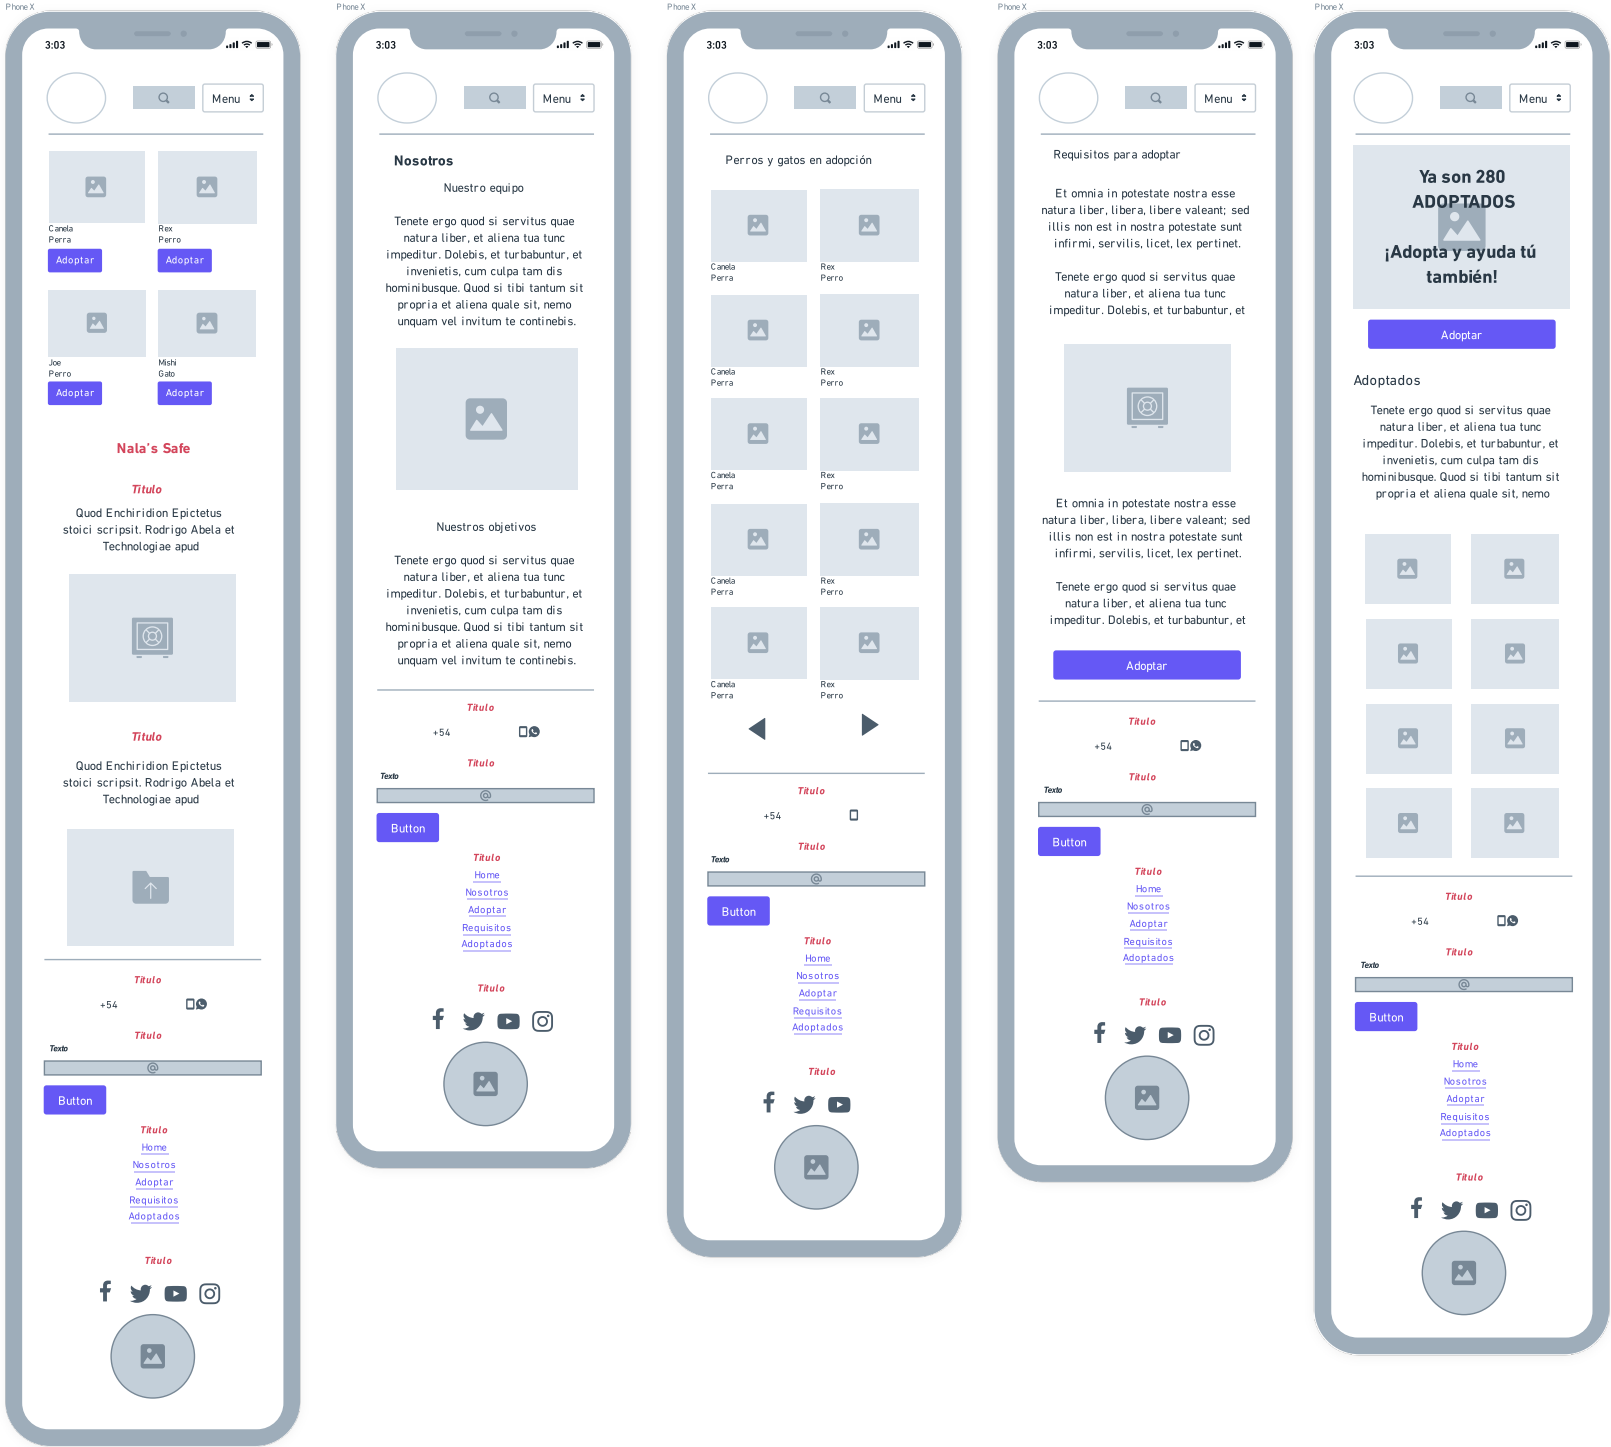 Phone X
3:03
Menu
Canela
Perra
Adoptar
Rex
Perro
Adoptar
Joe
Perro
Adoptar
Mishi
Gato
Adoptar
Nala's Safe
Titulo
Quod Enchiridion Epictetus
stoici scripsit. Rodrigo Abela et
Technologiae apud
Titulo
Quod Enchiridion Epictetus
stoici scripsit. Rodrigo Abela et
Technologiae apud
Titulo
+54
Titulo
Texto
@
Button
Titulo
Home
Nosotros
Adoptar
Requisitos
Adoptados
Titulo
Phone X
3:03
Menu
Nosotros
Nuestro equipo
Tenete ergo quod si servitus quae
natura liber, et aliena tua tunc
impeditur. Dolebis, et turbabuntur, et
invenietis, cum culpa tam dis
hominibusque. Quod si tibi tantum sit
propria et aliena quale sit, nemo
unquam vel invitum te continebis.
Nuestros objetivos
Tenete ergo quod si servitus quae
natura liber, et aliena tua tunc
impeditur. Dolebis, et turbabuntur, et
invenietis, cum culpa tam dis
hominibusque. Quod si tibi tantum sit
propria et aliena quale sit, nemo
unquam vel invitum te continebis.
Titulo
+54
Titulo
Texto
@
Button
Titulo
Home
Nosotros
Adoptar
Requisitos
Adoptados
Titulo
Phone X
3:03
Menu
Perros y gatos en adopción
Canela
Perra
Rex
Perro
Canela
Perra
Rex
Perro
Canela
Perra
Rex
Perro
Canela
Perra
Rex
Perro
Canela
Perra
Rex
Perro
Titulo
+54
Titulo
Texto
@
Button
Titulo
Home
Nosotros
Adoptar
Requisitos
Adoptados
Titulo
Phone X
3:03
Menu
Requisitos para adoptar
Et omnia in potestate nostra esse
natura liber, libera, libere valeant; sed
illis non est in nostra potestate sunt
infirmi, servilis, licet, lex pertinet.
Tenete ergo quod si servitus quae
natura liber, et aliena tua tunc
impeditur. Dolebis, et turbabuntur, et
Et omnia in potestate nostra esse
natura liber, libera, libere valeant; sed
illis non est in nostra potestate sunt
infirmi, servilis, licet, lex pertinet.
Tenete ergo quod si servitus quae
natura liber, et aliena tua tunc
impeditur. Dolebis, et turbabuntur, et
Adoptar
Titulo
+54
Titulo
Texto
@
Button
Titulo
Home
Nosotros
Adoptar
Requisitos
Adoptados
Titulo
Phone X
3:03
Menu
Ya son 280
ADOPTADOS
¡Adopta y ayuda tú
también!
Adoptar
Adoptados
Tenete ergo quod si servitus quae
natura liber, et aliena tua tunc
impeditur. Dolebis, et turbabuntur, et
invenietis, cum culpa tam dis
hominibusque. Quod si tibi tantum sit
propria et aliena quale sit, nemo
Titulo
+54
Titulo
Texto
@
Button
Titulo
Home
Nosotros
Adoptar
Requisitos
Adoptados
Titulo